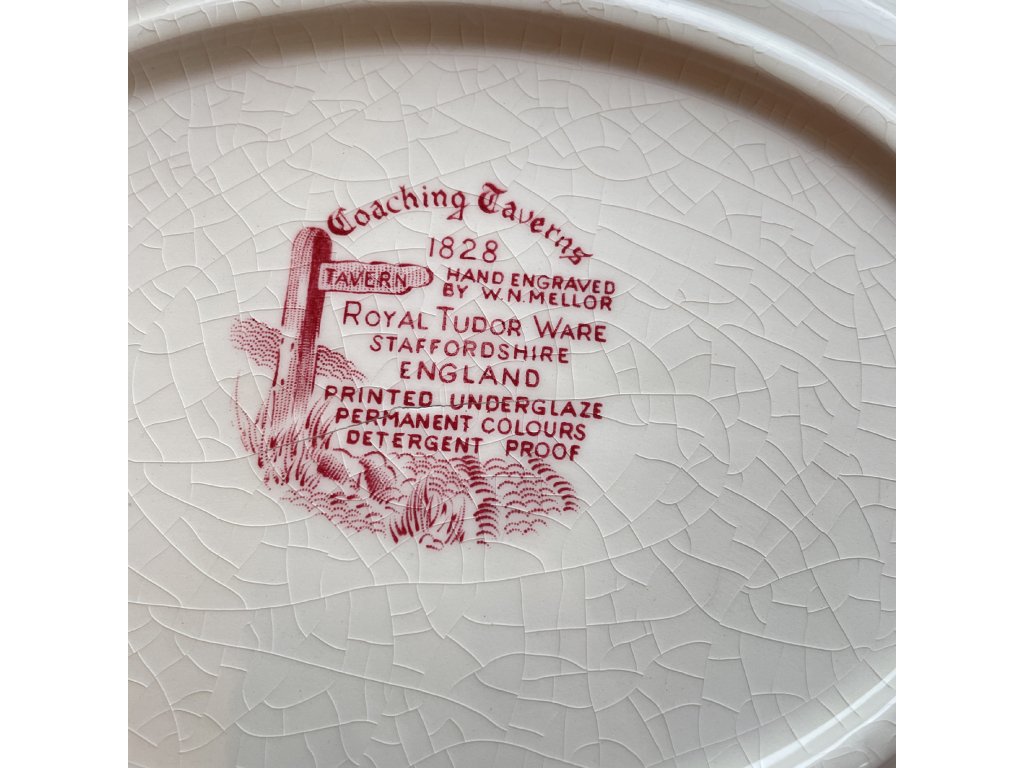 Coaching Taverns
1828
TAVERN
HAND ENGRAVED
BY W.N. MELLOR
ROYAL TUDOR WARE
STAFFORDSHIRE
ENGLAND
PRINTED UNDERGLAZE
PERMANENT COLOURS
DETERGENT PROOF